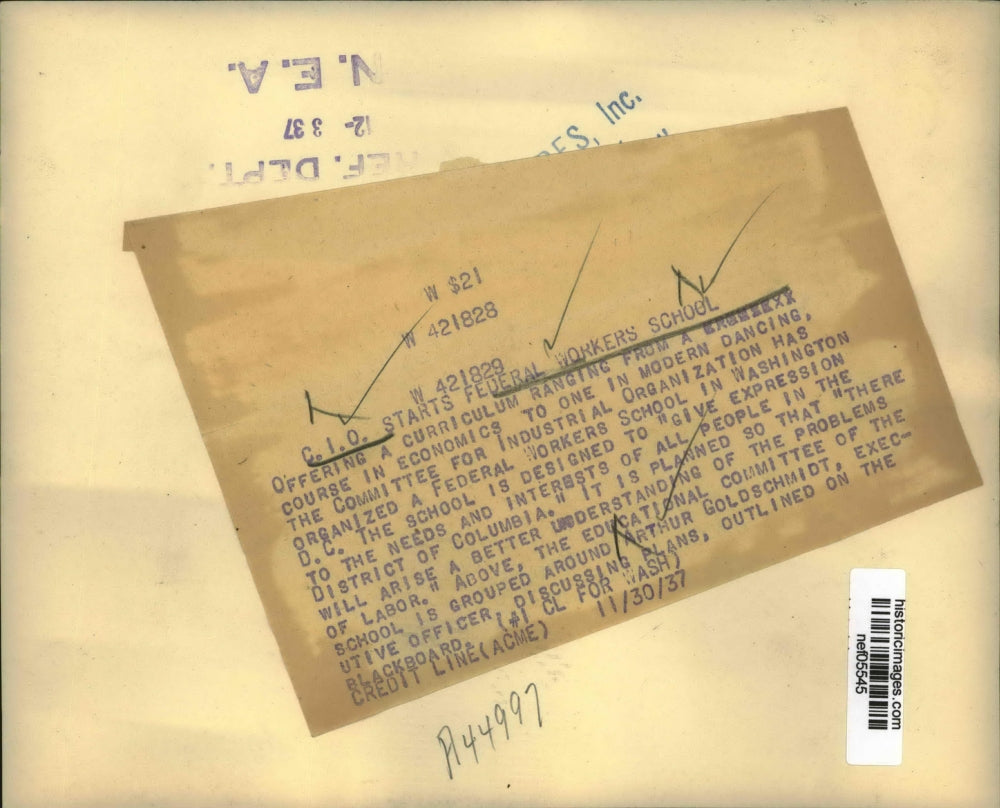 N.E.A.
12- 3 37
REF. DEPT.
RES, Inc.
W $21
W 421828
W 421829
C.I.O. STARTS FEDERAL WORKERS SCHOOL
OFFERING A CURRICULUM RANGING FROM A
COURSE IN ECONOMICS TO ONE IN MODERN DANCING,
THE COMMITTEE FOR INDUSTRIAL ORGANIZATION HAS
ORGANIZED A FEDERAL WORKERS SCHOOL IN WASHINGTON
D.C. THE SCHOOL IS DESIGNED TO "GIVE EXPRESSION
TO THE NEEDS AND INTERESTS OF ALL PEOPLE IN THE
DISTRICT OF COLUMBIA." IT IS PLANNED SO THAT "THERE
WILL ARISE A BETTER UNDERSTANDING OF THE PROBLEMS
OF LABOR." ABOVE, THE EDUCATIONAL COMMITTEE OF THE
SCHOOL IS GROUPED AROUND ARTHUR GOLDSCHMIDT, EXEC-
UTIVE OFFICER, DISCUSSING PLANS, OUTLINED ON THE
BLACKBOARD. (#1 CL FOR WASH)
CREDIT LINE(ACME) 11/30/37
A44997
historicimages.com
nef05545